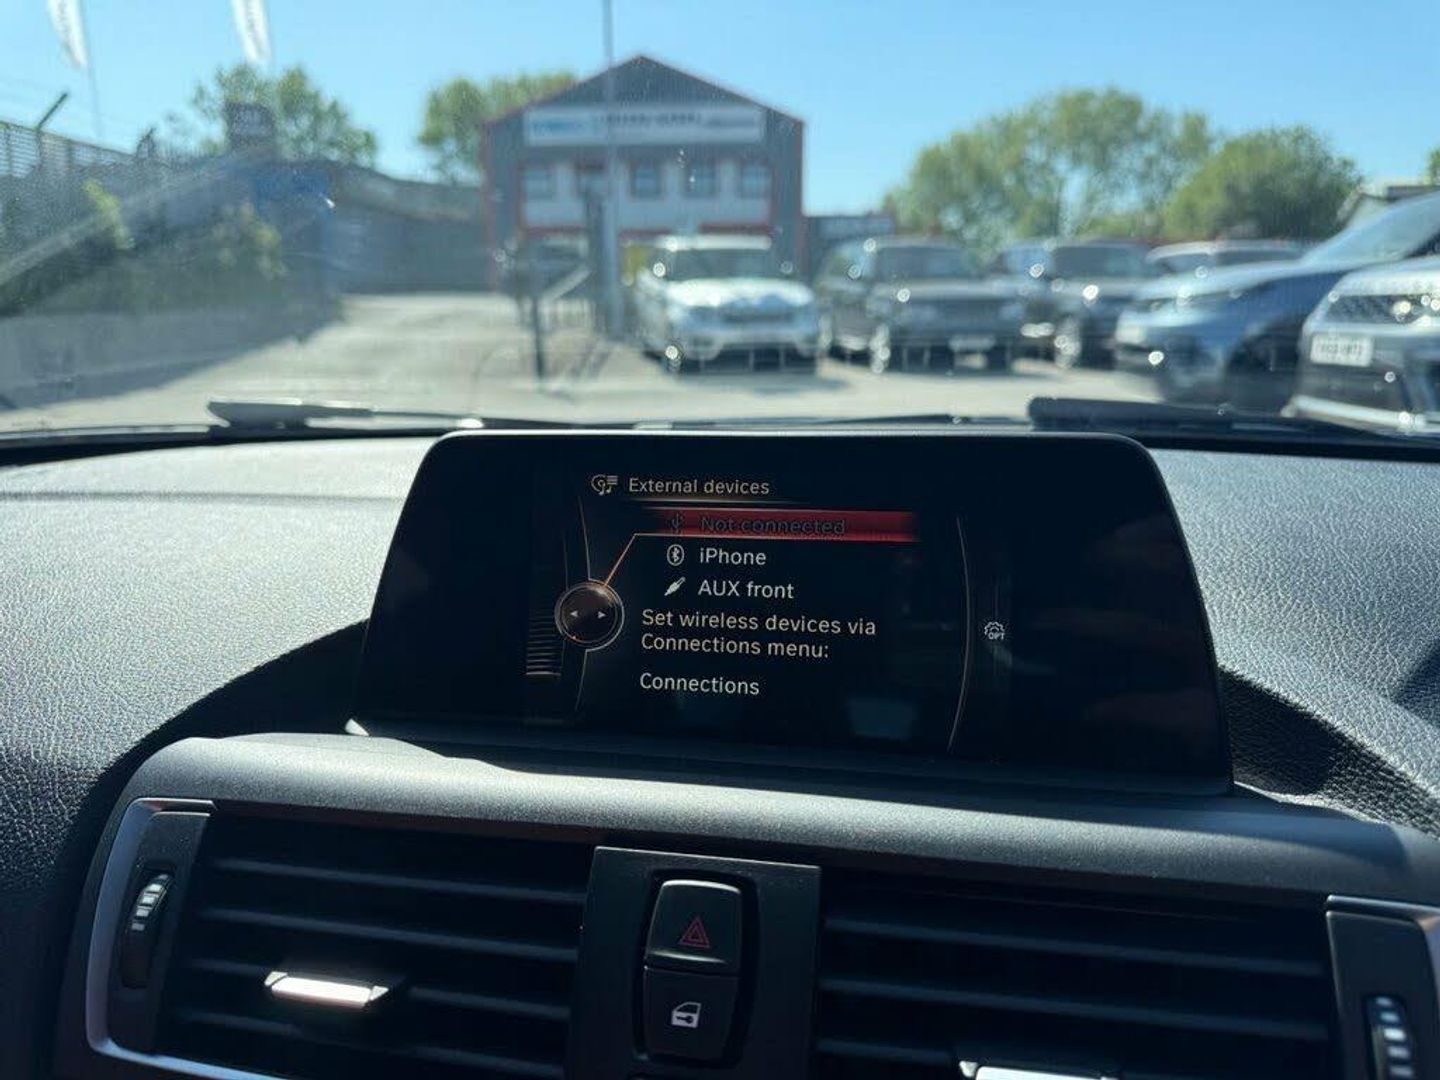 External devices
Not connected
iPhone
AUX front
Set wireless devices via
Connections menu:
Connections
OPT